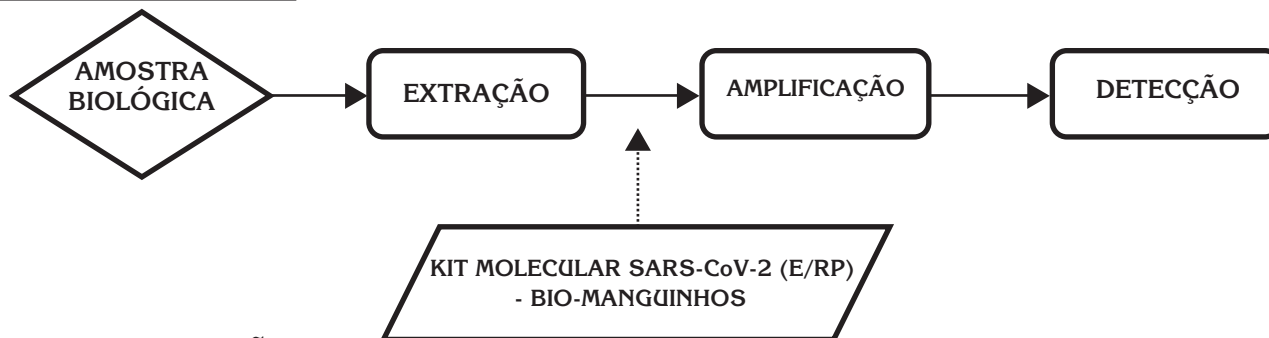 AMOSTRA
BIOLÓGICA
EXTRAÇÃO
AMPLIFICAÇÃO
DETECÇÃO
KIT MOLECULAR SARS-CoV-2 (E/RP)
- BIO-MANGUINHOS